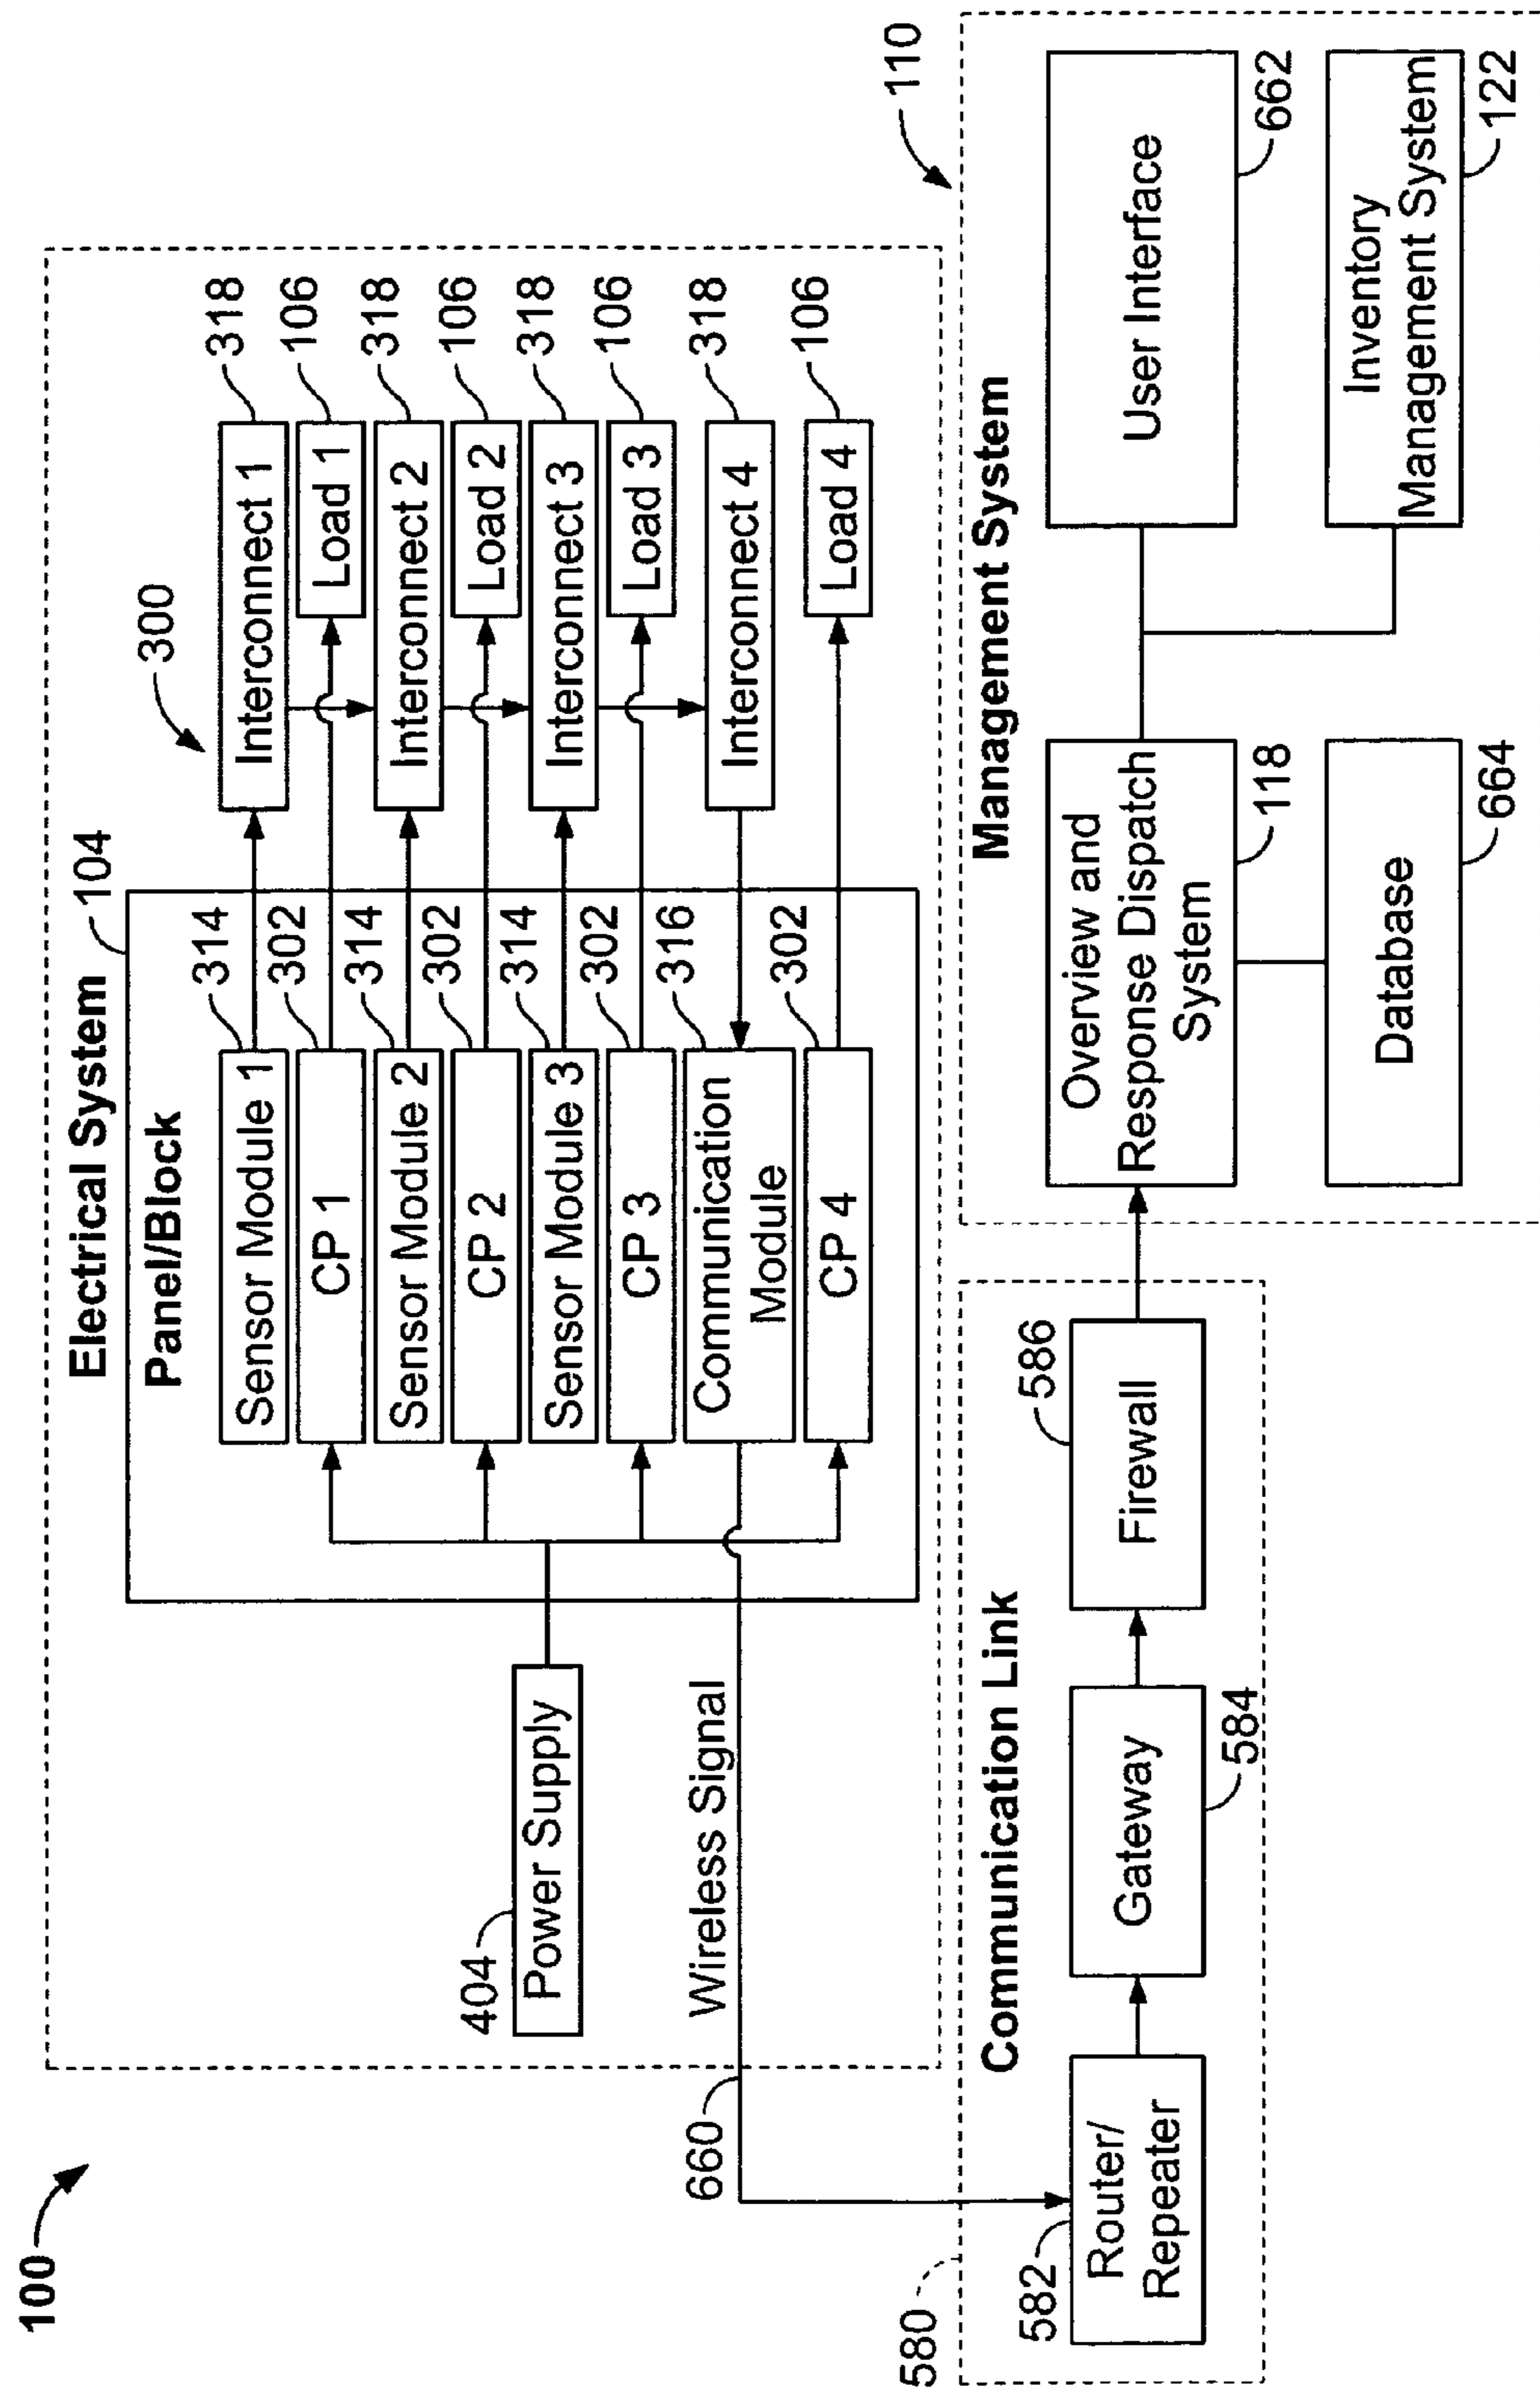 100
Electrical System
104
Panel/Block
300
Sensor Module 1
314
Interconnect 1
318
CP 1
302
Load 1
106
Sensor Module 2
314
Interconnect 2
318
CP 2
302
Load 2
106
Sensor Module 3
314
Interconnect 3
318
CP 3
302
Load 3
106
Communication
Module
316
Interconnect 4
318
CP 4
302
Load 4
106
404
Power Supply
Wireless Signal
660
580
Communication Link
582
Router/
Repeater
Gateway
584
Firewall
586
110
Management System
Overview and
Response Dispatch
System
118
User Interface
662
Database
664
Inventory
Management System
122